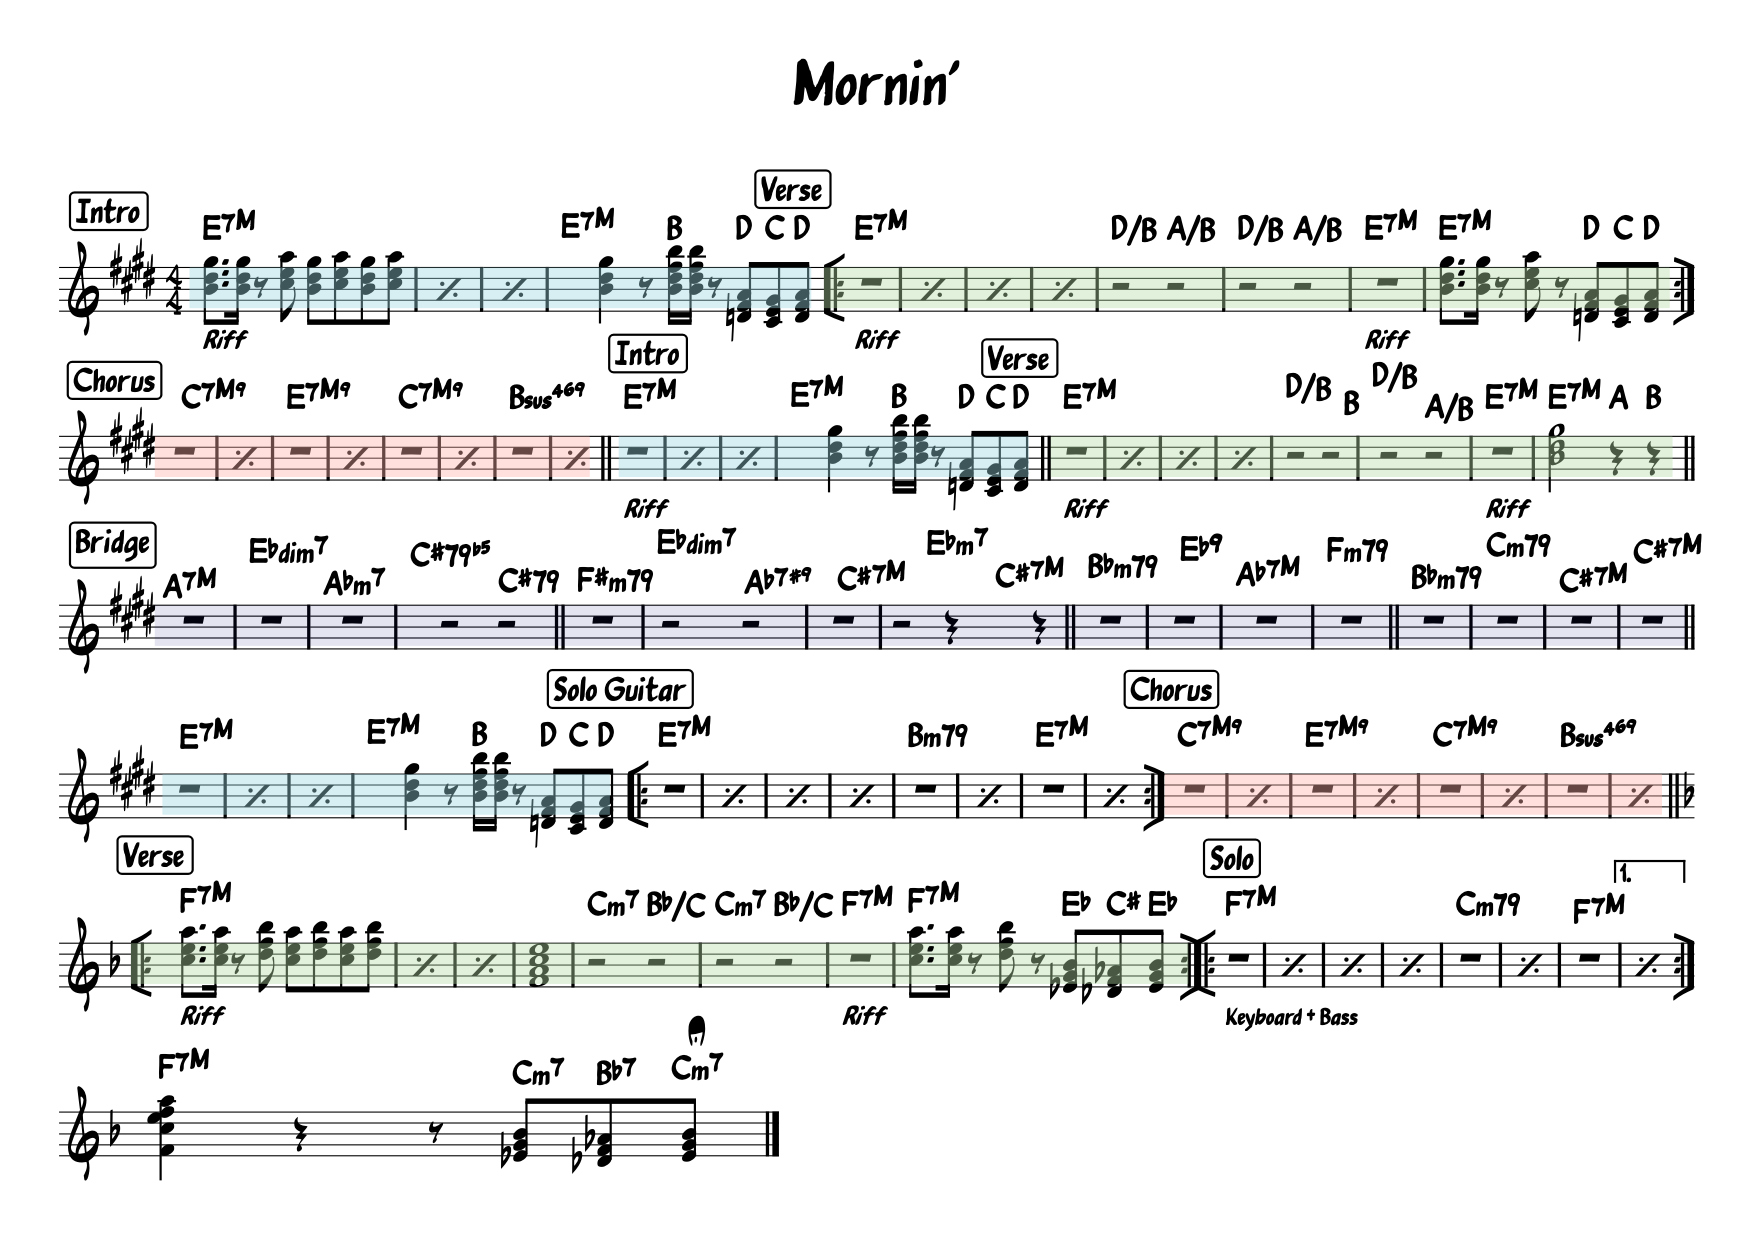 Mornin'
Intro
Verse
E7M E7M B D C D E7M D/B A/B D/B A/B E7M E7M D C D
4
4
Riff Riff Riff
Chorus
Intro
Verse
C7M9 E7M9 C7M9 Bsus469 E7M E7M B D C D E7M D/B B D/B A/B E7M E7M A B
Riff Riff Riff
Bridge
A7M E♭dim7 A♭m7 C#79♭5 C#79 F#m79 E♭dim7 A♭7#9 C#7M E♭m7 C#7M B♭m79 E♭9 A♭7M Fm79 B♭m79 Cm79 C#7M C#7M
Solo Guitar
Chorus
E7M E7M B D C D E7M Bm79 E7M C7M9 E7M9 C7M9 Bsus469
Verse
Solo
1.
F7M Cm7 B♭/C Cm7 B♭/C F7M F7M E♭ C# E♭ F7M Cm79 F7M
Riff Riff Keyboard + Bass
F7M Cm7 B♭7 Cm7